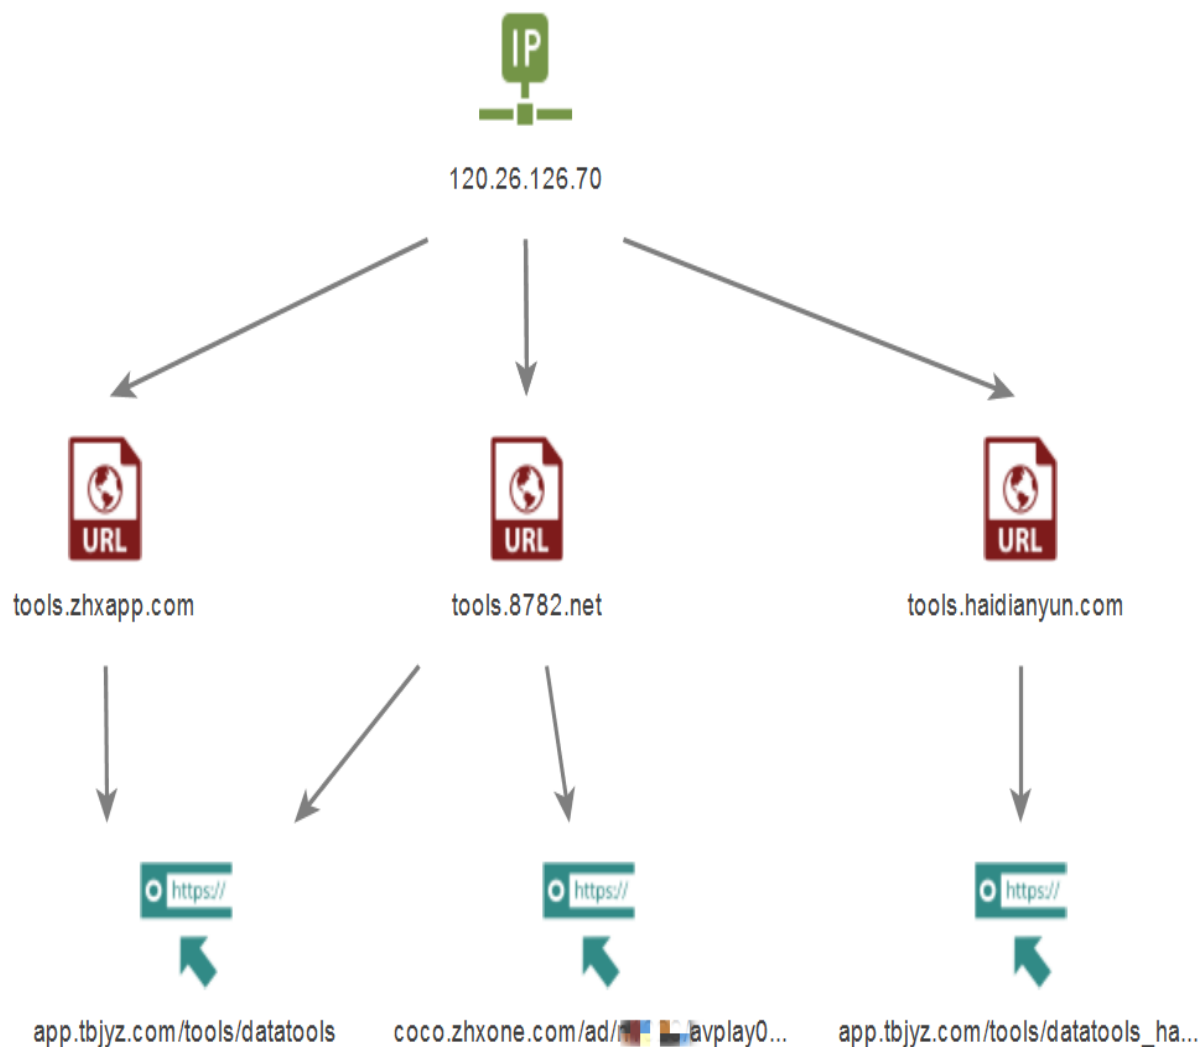 IP
120.26.126.70
URL
URL
URL
tools.zhxapp.com
tools.8782.net
tools.haidianyun.com
https://
https://
https://
app.tbjyz.com/tools/datatools
coco.zhxone.com/ad/ avplay0...
app.tbjyz.com/tools/datatools_ha...